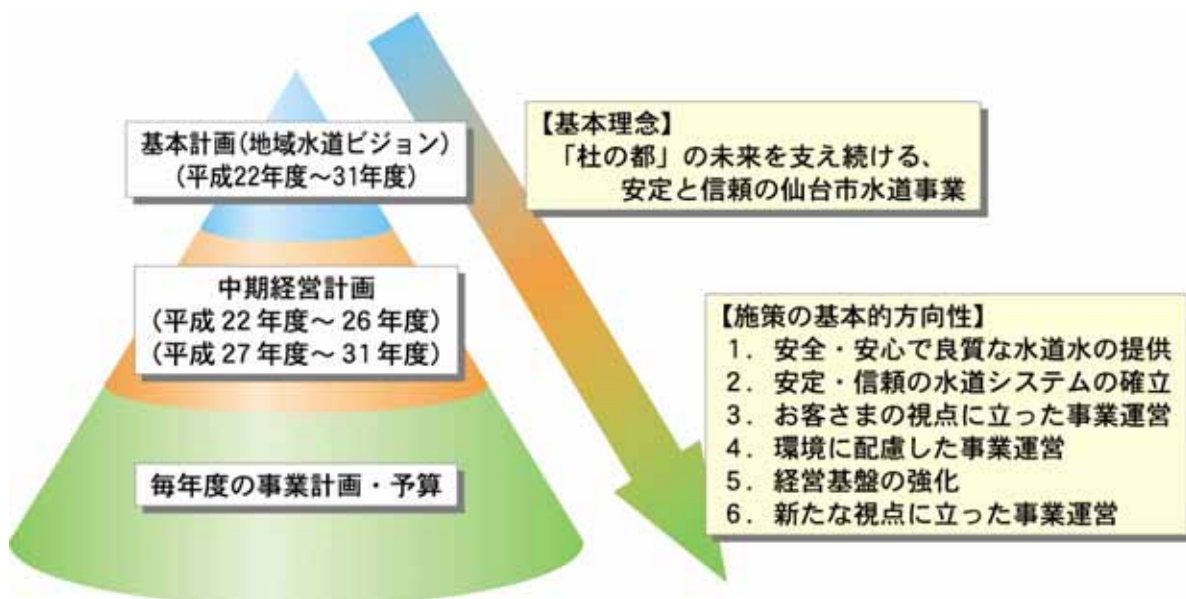 基本計画(地域水道ビジョン)
(平成22年度～31年度)
【基本理念】
「杜の都」の未来を支え続ける、
安定と信頼の仙台市水道事業
中期経営計画
(平成22年度～26年度)
(平成27年度～31年度)
毎年度の事業計画・予算
【施策の基本的方向性】
1. 安全・安心で良質な水道水の提供
2. 安定・信頼の水道システムの確立
3. お客さまの視点に立った事業運営
4. 環境に配慮した事業運営
5. 経営基盤の強化
6. 新たな視点に立った事業運営